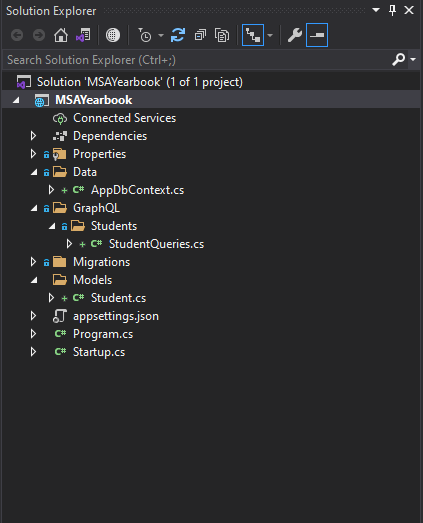 Solution Explorer
Search Solution Explorer (Ctrl+;)
Solution 'MSAYearbook' (1 of 1 project)
MSAYearbook
Connected Services
Dependencies
Properties
Data
C# AppDbContext.cs
GraphQL
Students
C# StudentQueries.cs
Migrations
Models
C# Student.cs
appsettings.json
C# Program.cs
C# Startup.cs